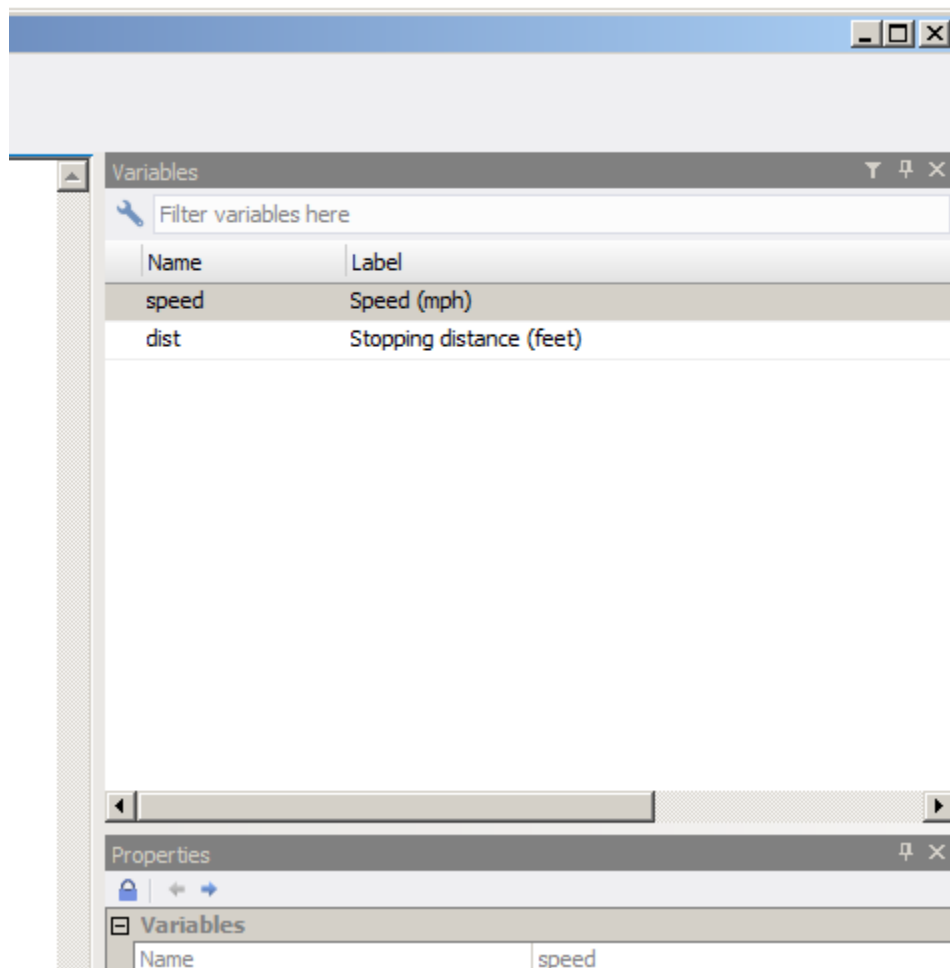 Variables
Filter variables here
Name Label
speed Speed (mph)
dist Stopping distance (feet)
Properties
Variables
Name speed